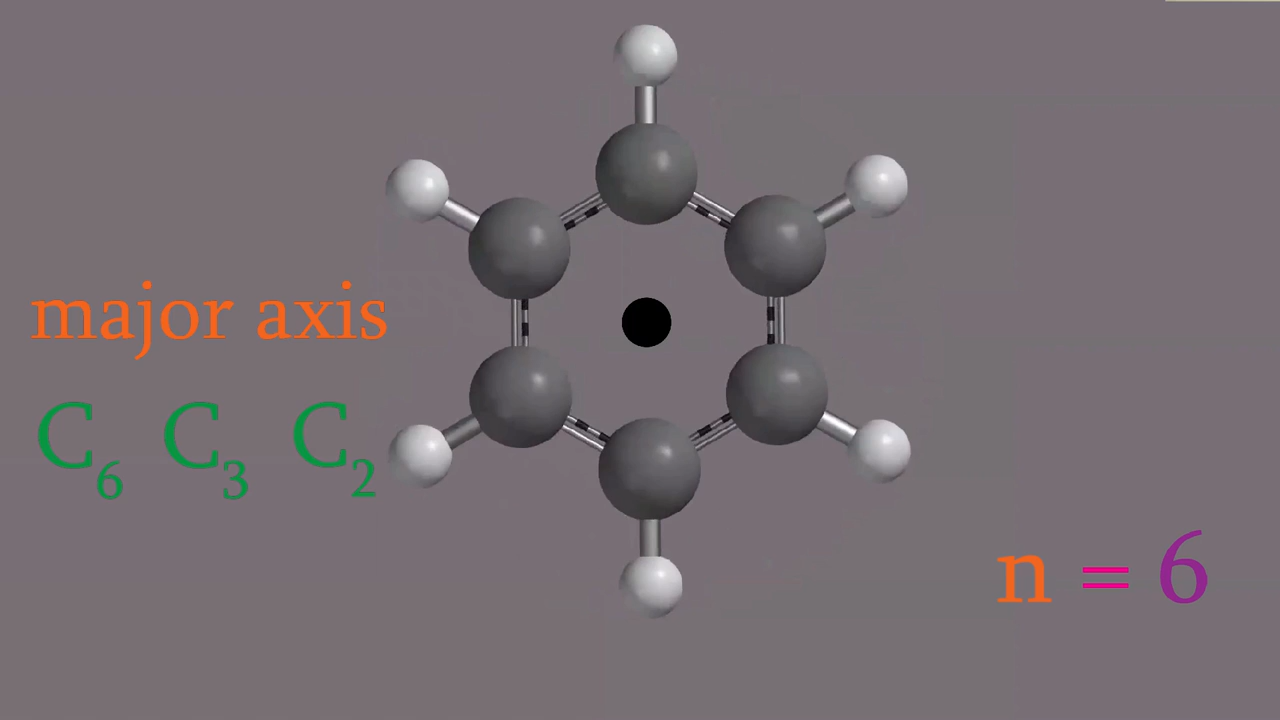 major axis
C₆ C₃ C₂
n = 6